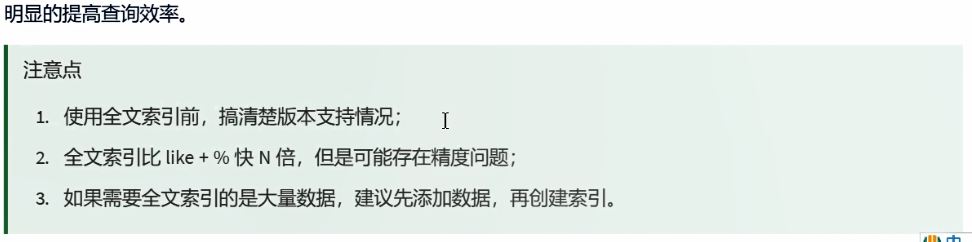 明显的提高查询效率。
注意点
1. 使用全文索引前，搞清楚版本支持情况；
2. 全文索引比 like + % 快 N 倍，但是可能存在精度问题；
3. 如果需要全文索引的是大量数据，建议先添加数据，再创建索引。